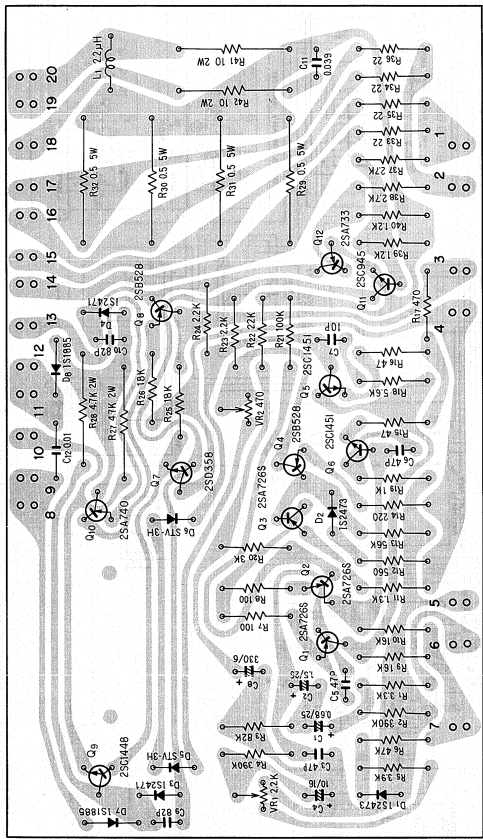 L1 2.2μH
R41 10 2W
R42 10 2W
C11 0.039
R36 22
R34 22
R35 22
R33 22
R37 2.7K
R38 2.7K
R40 1.2K
R39 1.2K
20
19
18
17
16
15
14
13
12
11
10
9
8
1
2
3
4
5
6
7
R32 0.5 5W
R30 0.5 5W
R31 0.5 5W
R29 0.5 5W
Q12
2SA733
2SC945
Q11
R17 470
D4
1S2471
C10 82P
Q8
2SB528
R24 2.2K
R23 2.2K
R22 2.2K
R21 100K
C7
10P
Q5
2SC1451
R16 47
R18 5.6K
D8 1S1885
R28 4.7K 2W
R27 4.7K 2W
R26 18K
R25 18K
VR2 470
C12 0.01
Q10
2SA740
Q7
2SD358
D6 STV-3H
Q4
2SB528
Q6
2SC1451
R15 47
C6 47P
Q3
2SA726S
D2
1S2473
R19 1K
R14 220
R13 56K
R12 560
R11 1.3K
R20 3K
R8 100
R7 100
Q2
2SA726S
Q1
2SA726S
R10 16K
R9 16K
R1 3.3K
R2 390K
R6 47K
R5 3.9K
D1 1S2473
C8
330/6
+
C2
1.5/25
+
C5 47P
R3 82K
R4 390K
C1
0.68/25
+
C3 47P
VR1 2.2K
C4
10/16
+
Q9
2SC1448
D5 STV-3H
D3 1S2471
D7 1S1885
C9 82P